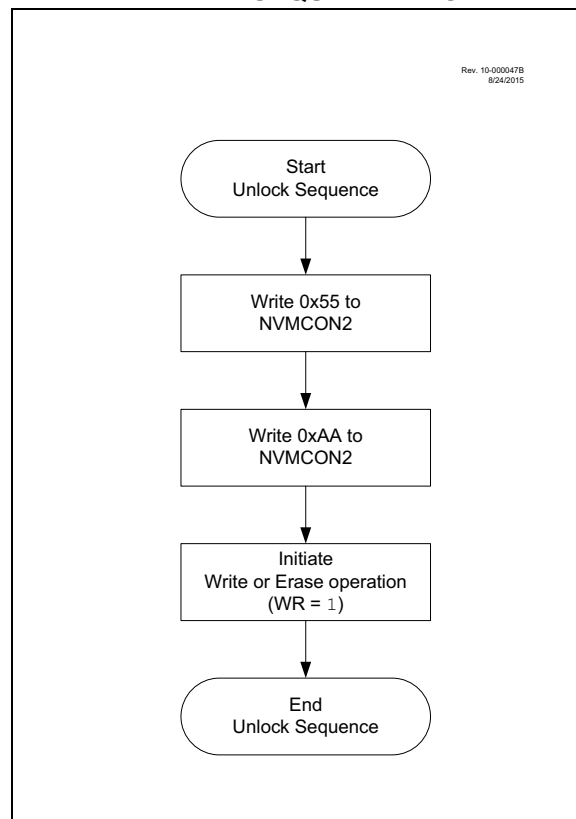 Rev. 10-000047B
8/24/2015
Start
Unlock Sequence
Write 0x55 to
NVMCON2
Write 0xAA to
NVMCON2
Initiate
Write or Erase operation
(WR = 1)
End
Unlock Sequence